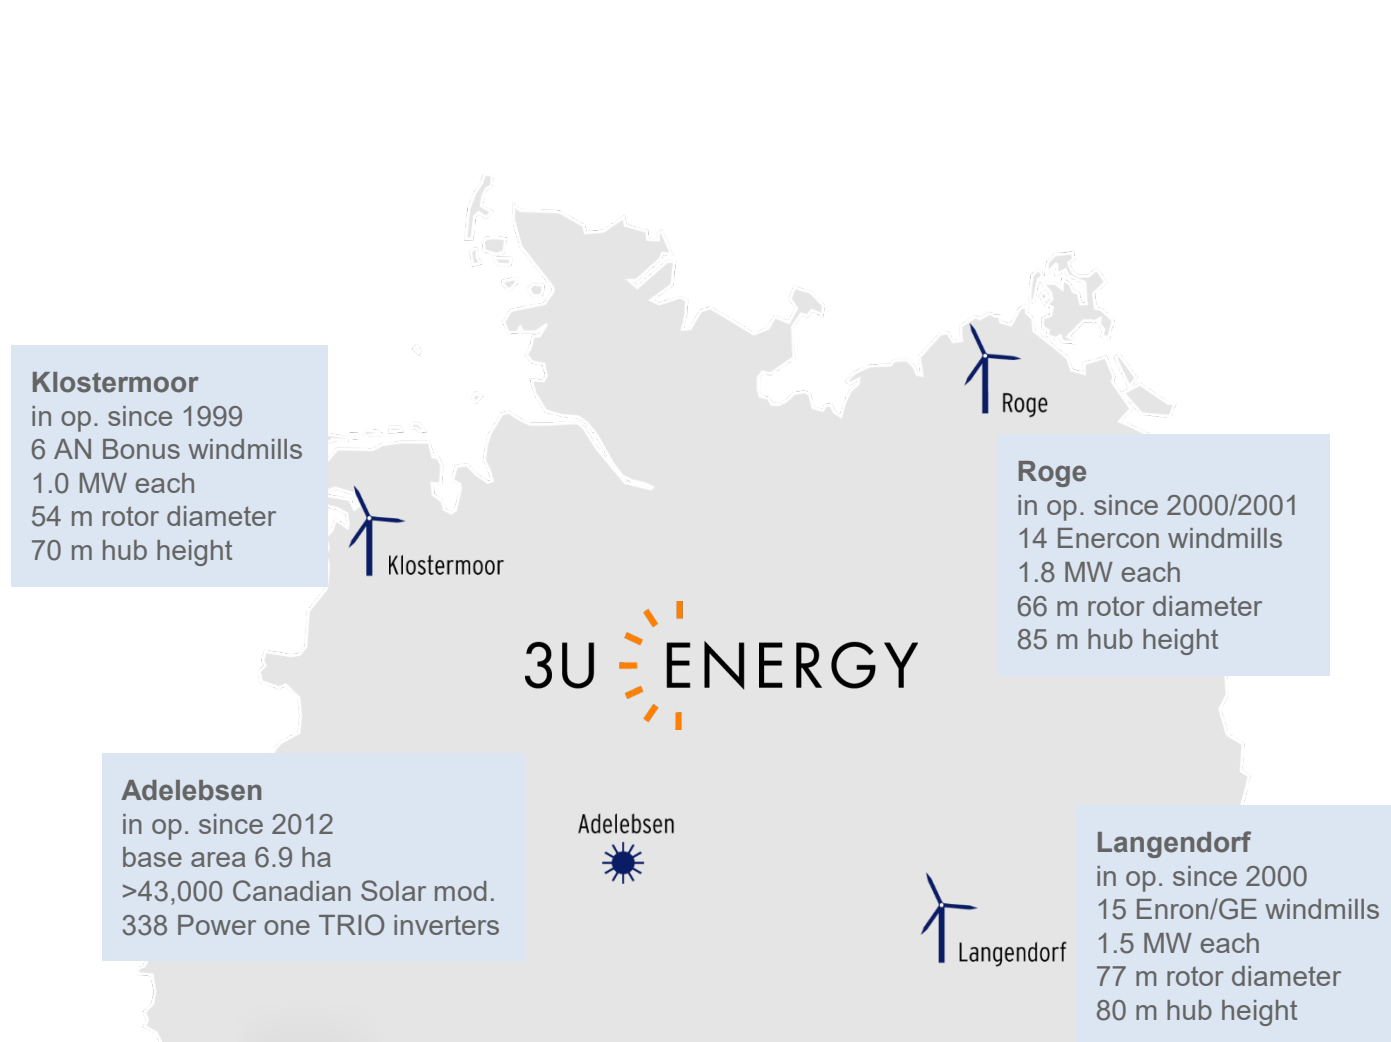 Klostermoor
in op. since 1999
6 AN Bonus windmills
1.0 MW each
54 m rotor diameter
70 m hub height
Roge
Roge
in op. since 2000/2001
14 Enercon windmills
1.8 MW each
66 m rotor diameter
85 m hub height
Klostermoor
3U ENERGY
Adelebsen
in op. since 2012
base area 6.9 ha
>43,000 Canadian Solar mod.
338 Power one TRIO inverters
Adelebsen
Langendorf
Langendorf
in op. since 2000
15 Enron/GE windmills
1.5 MW each
77 m rotor diameter
80 m hub height